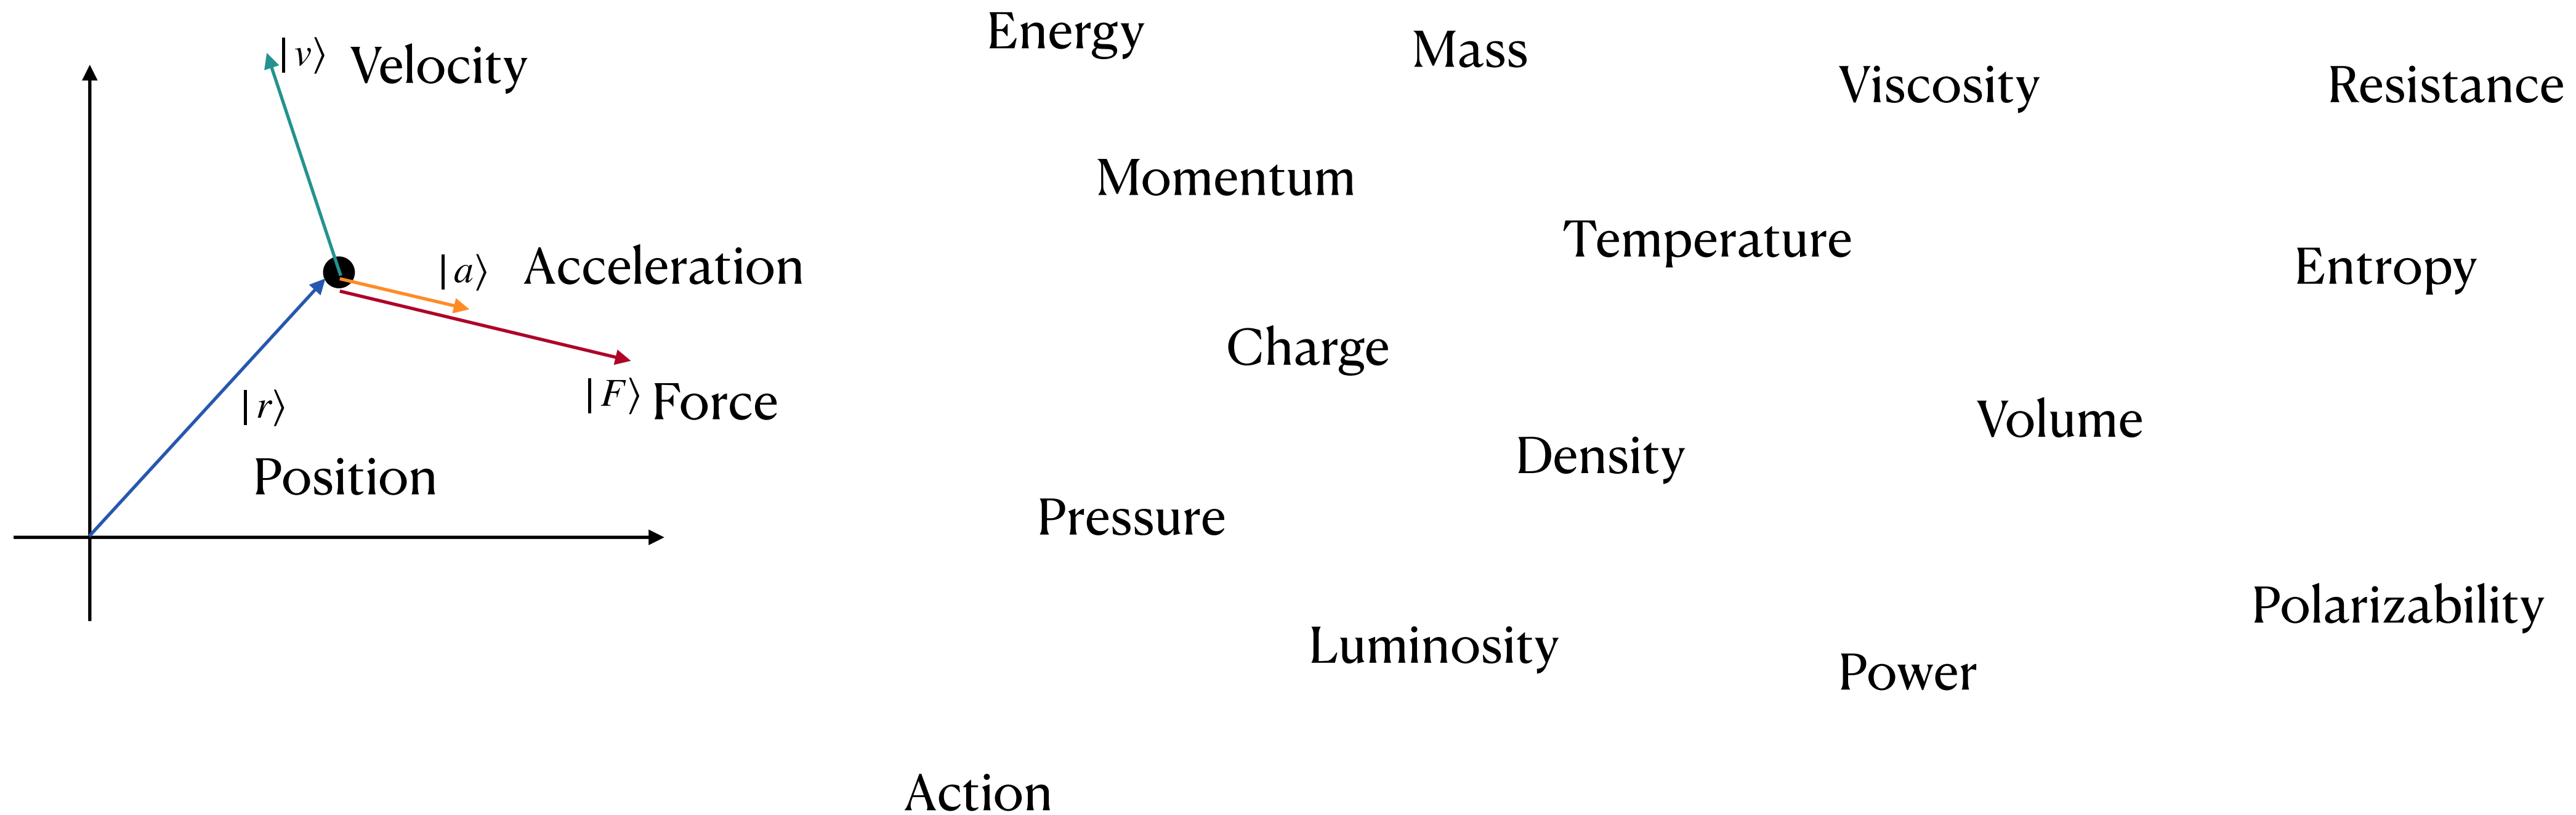 |v⟩ Velocity
|a⟩ Acceleration
|F⟩ Force
|r⟩
Position
Energy
Mass
Viscosity
Resistance
Momentum
Temperature
Entropy
Charge
Volume
Density
Pressure
Polarizability
Luminosity
Power
Action